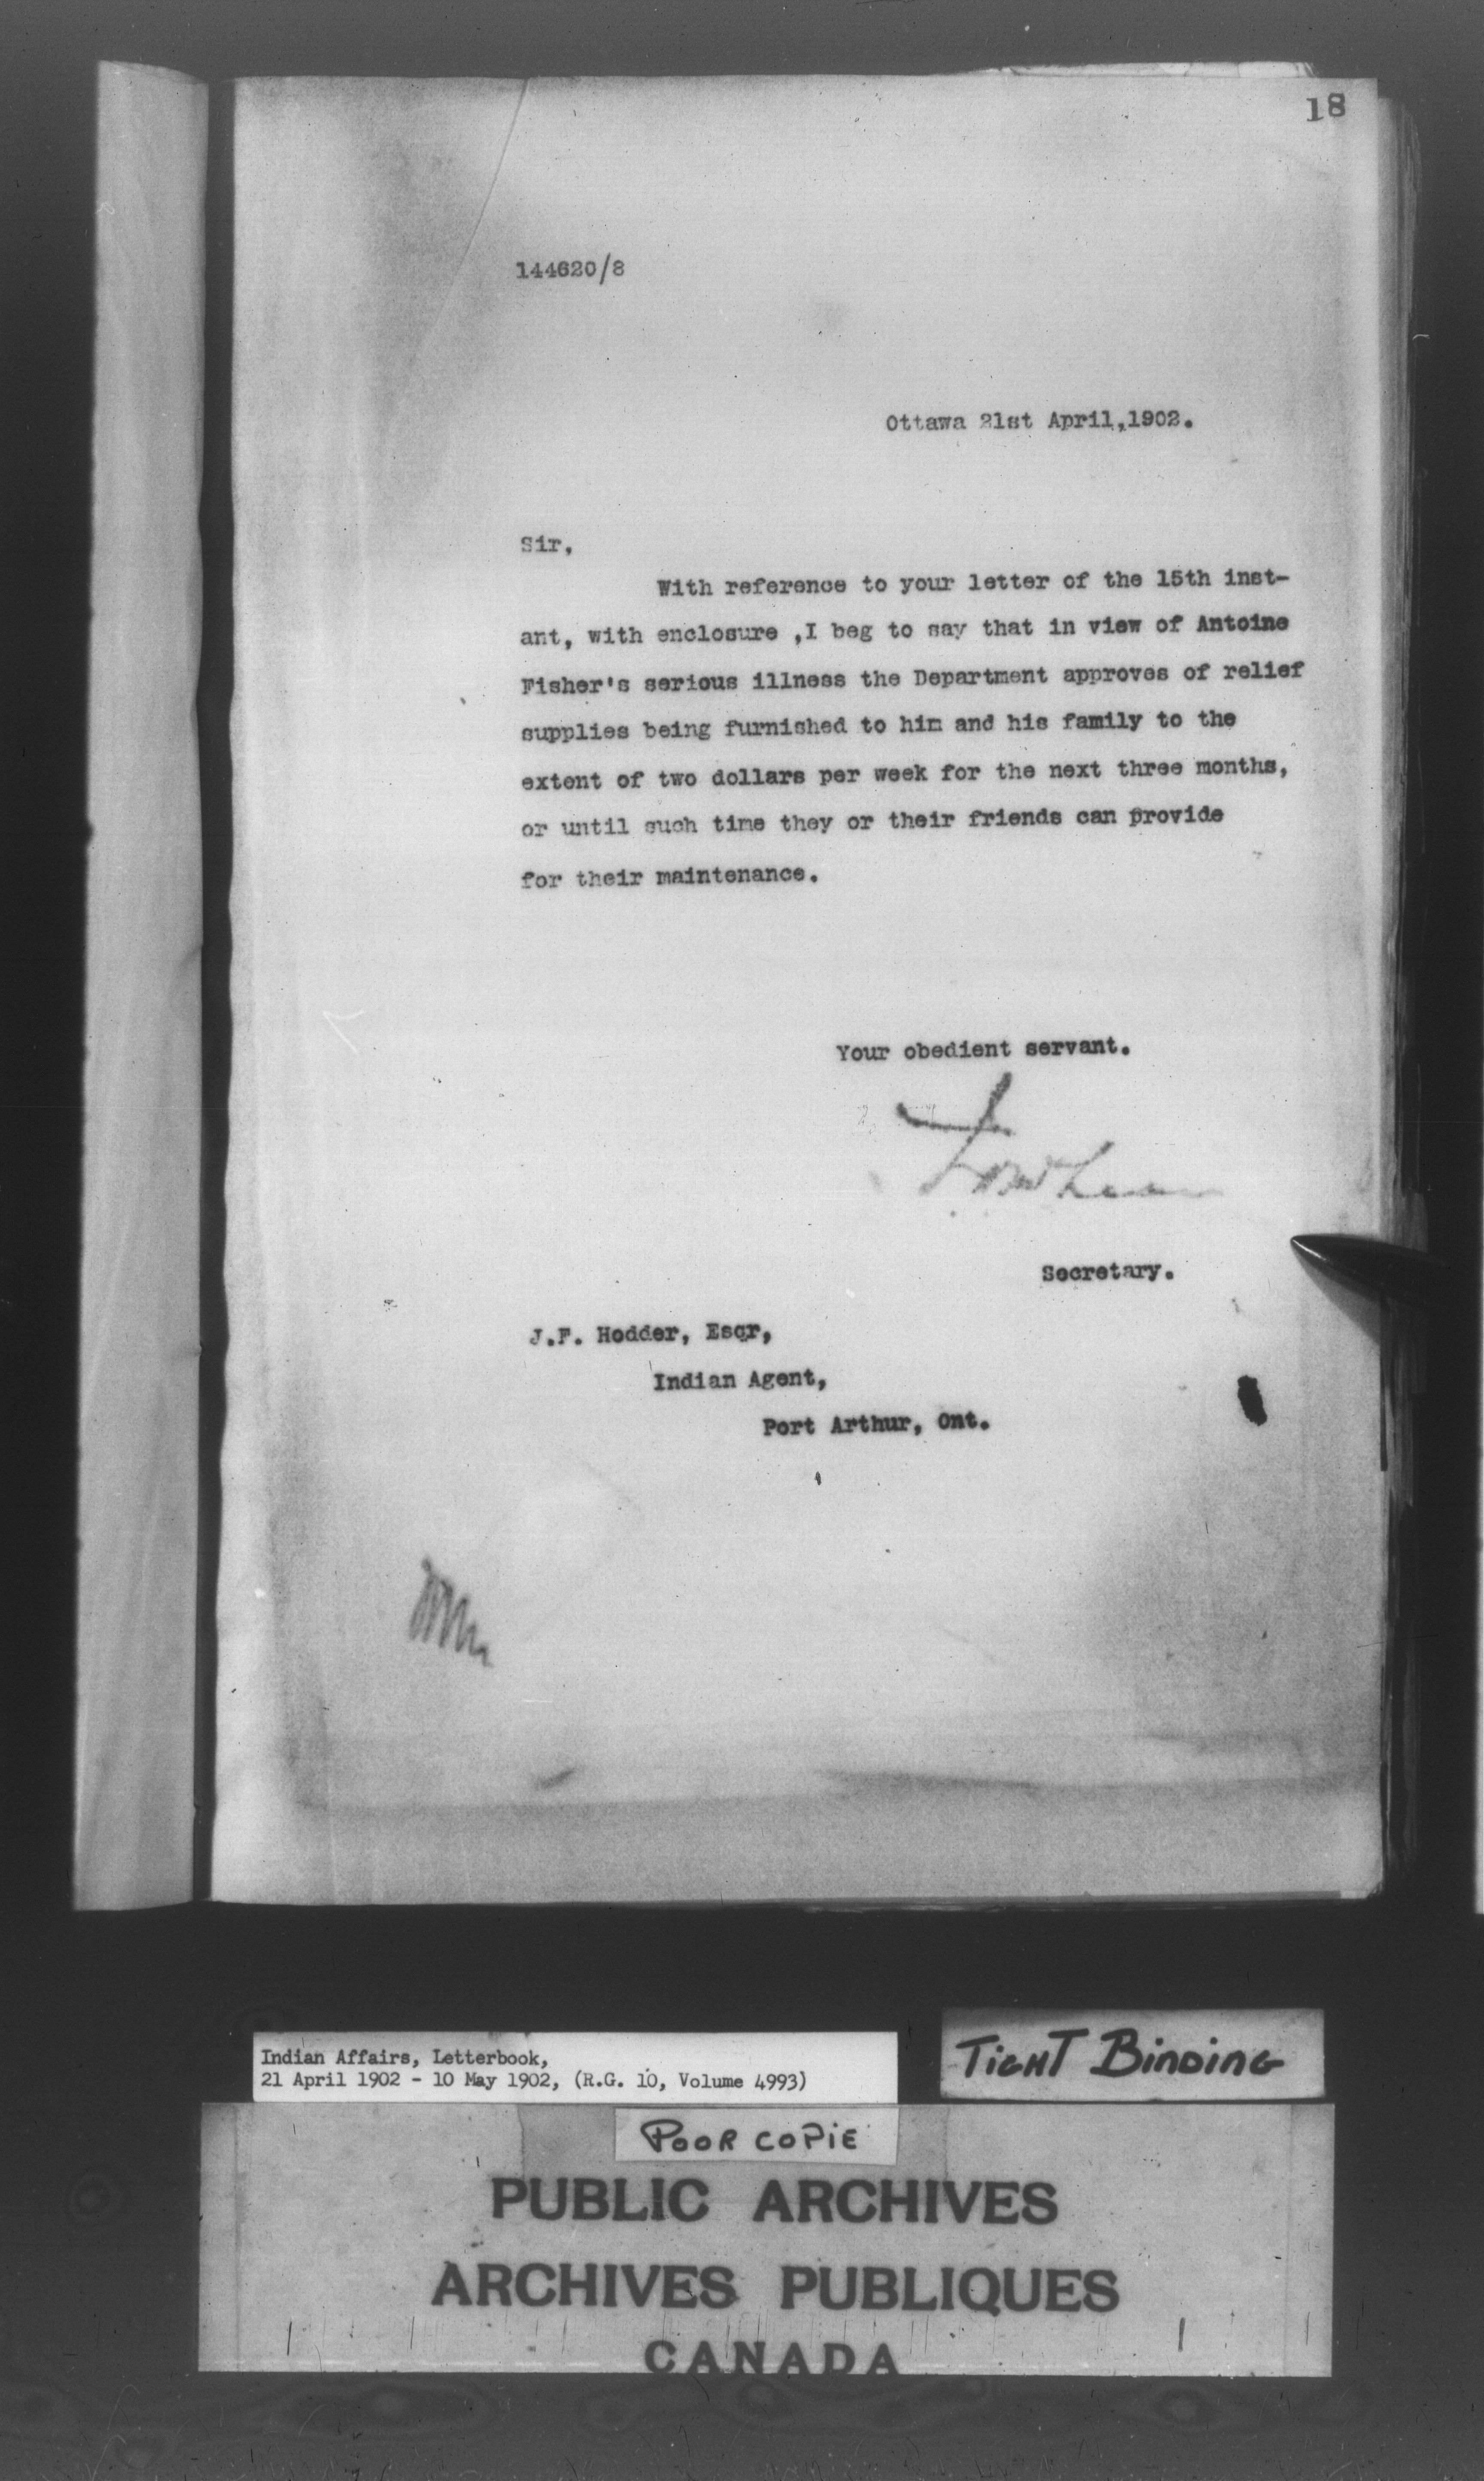 18
144620/8
Ottawa 21st April,1902.
Sir,
With reference to your letter of the 15th inst-
ant, with enclosure ,I beg to say that in view of Antoine
Fisher's serious illness the Department approves of relief
supplies being furnished to him and his family to the
extent of two dollars per week for the next three months,
or until such time they or their friends can provide
for their maintenance.
Your obedient servant.
Secretary.
J.F. Hodder, Esqr,
Indian Agent,
Port Arthur, Ont.
Indian Affairs, Letterbook,
21 April 1902 - 10 May 1902, (R.G. 10, Volume 4993)
TIGHT BINDING
POOR COPIE
PUBLIC ARCHIVES
ARCHIVES PUBLIQUES
CANADA